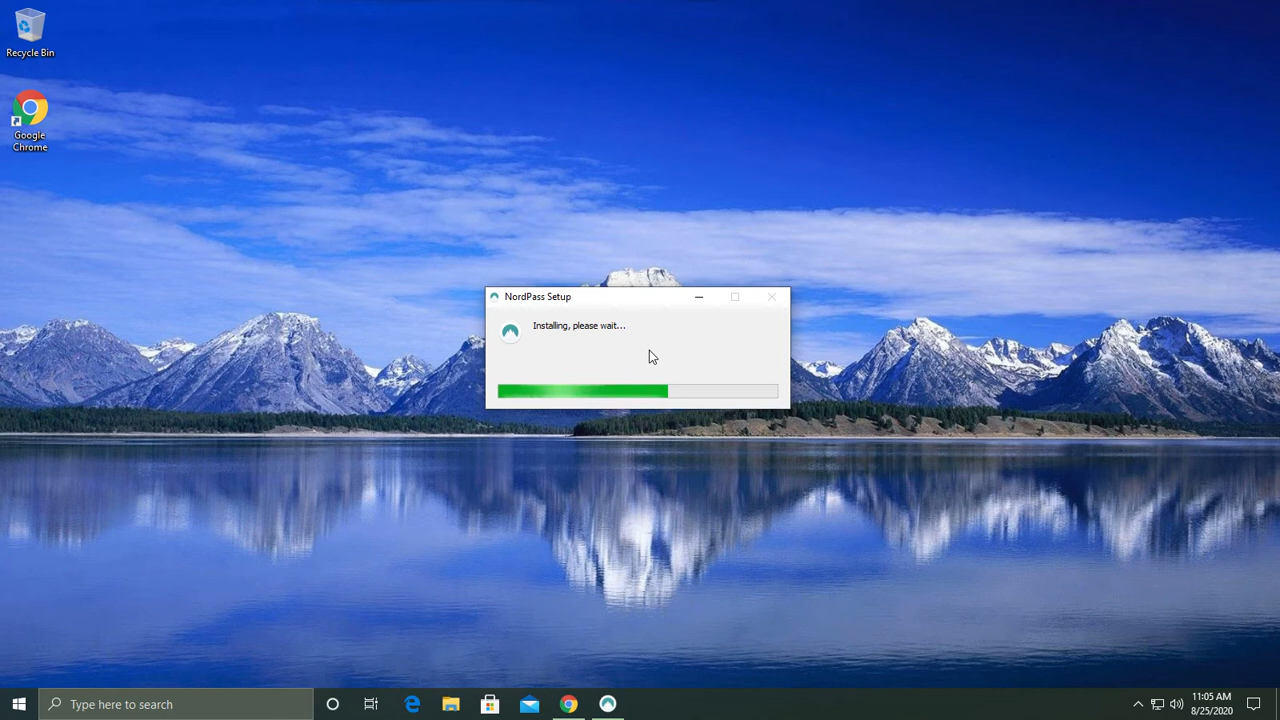 Recycle Bin
Google
Chrome
NordPass Setup
Installing, please wait...
Type here to search
11:05 AM
8/25/2020